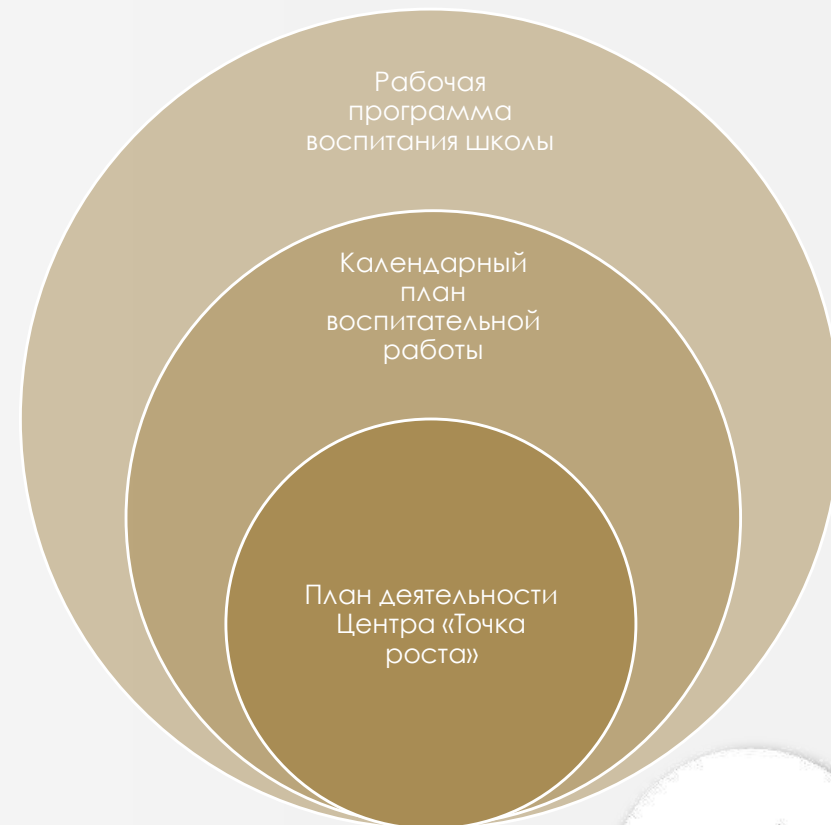 Рабочая
программа
воспитания школы
Календарный
план
воспитательной
работы
План деятельности
Центра «Точка
роста»